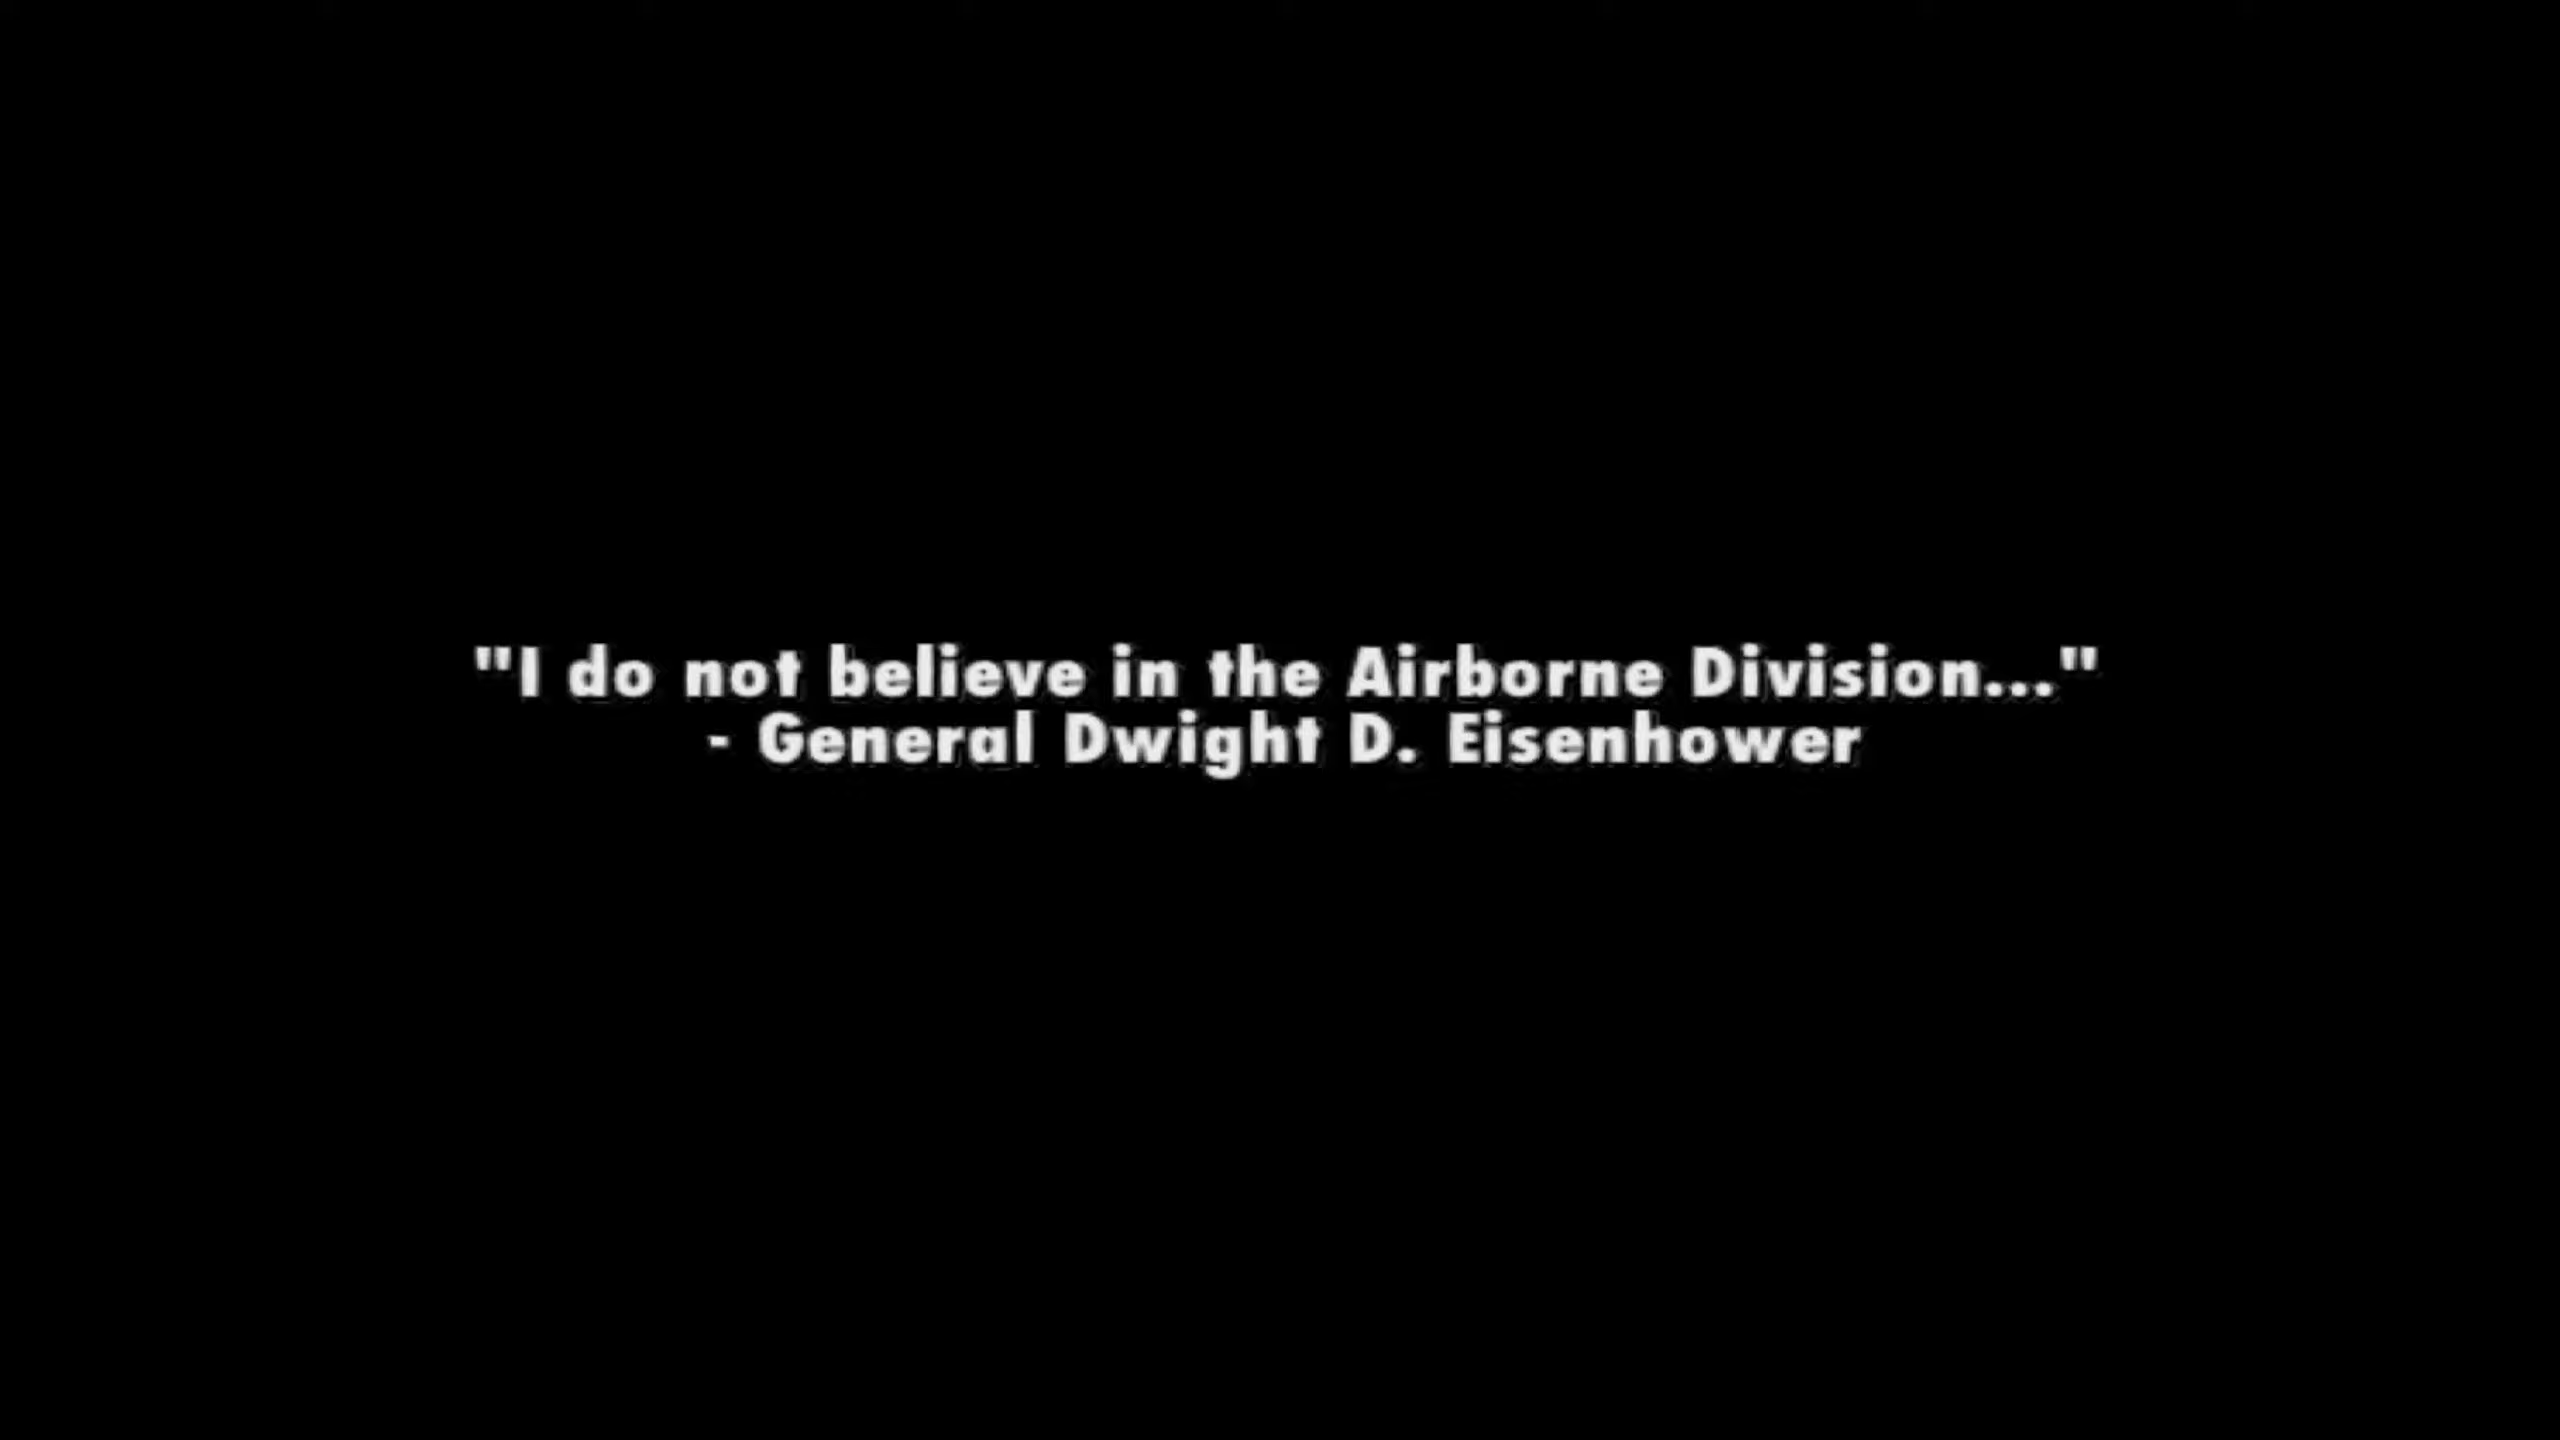 "I do not believe in the Airborne Division..."
- General Dwight D. Eisenhower